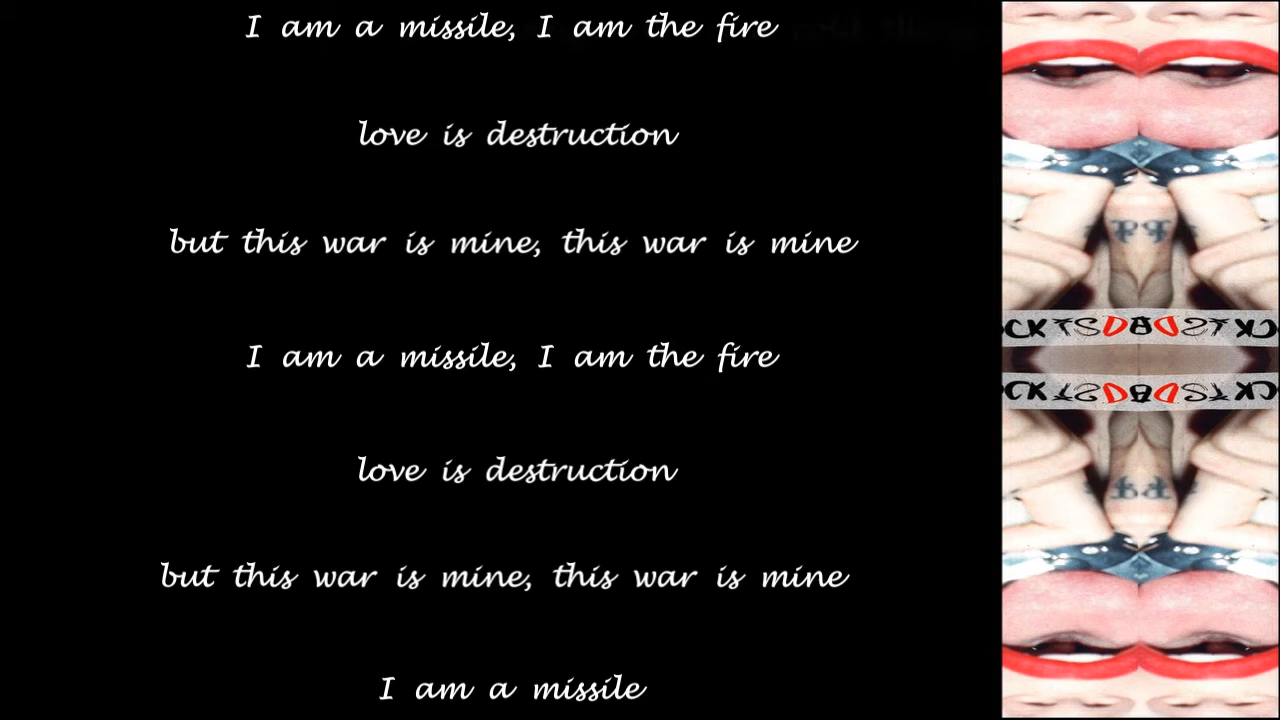 I am a missile, I am the fire
love is destruction
but this war is mine, this war is mine
I am a missile, I am the fire
love is destruction
but this war is mine, this war is mine
I am a missile